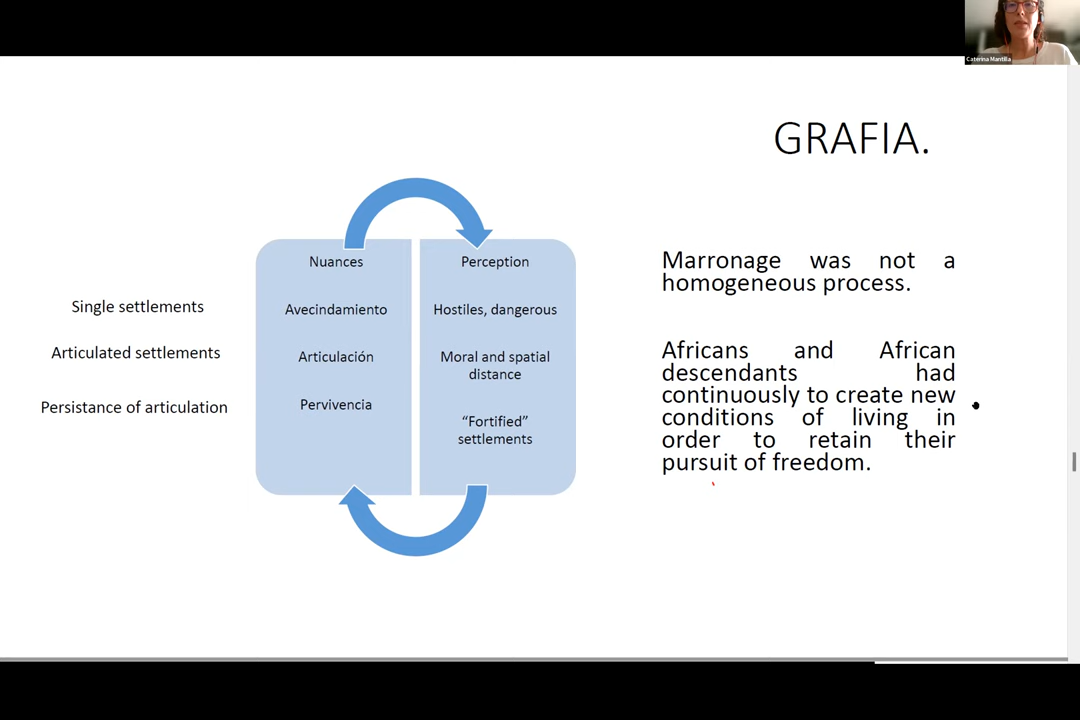 Caterina Mantilla
GRAFIA.
Single settlements
Articulated settlements
Persistance of articulation
Nuances
Avecindamiento
Articulación
Pervivencia
Perception
Hostiles, dangerous
Moral and spatial
distance
“Fortified”
settlements
Marronage was not a
homogeneous process.
Africans and African
descendants had
continuously to create new
conditions of living in
order to retain their
pursuit of freedom.